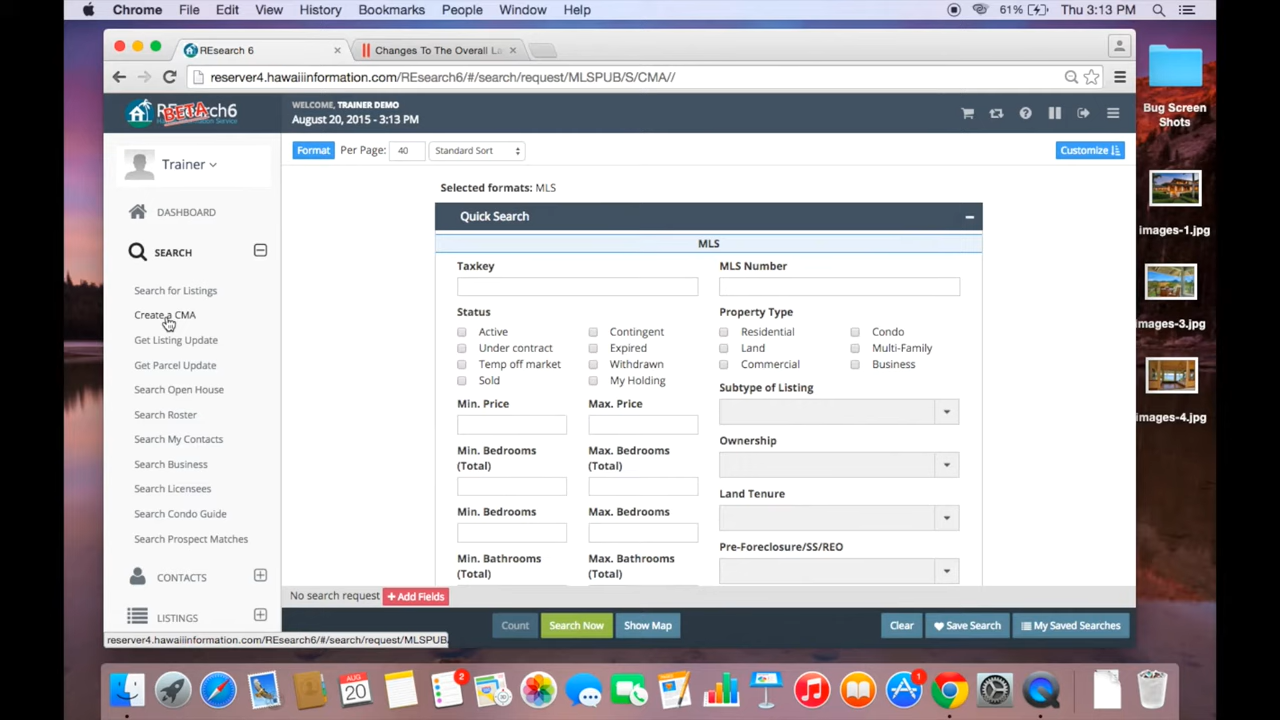 Chrome File Edit View History Bookmarks People Window Help 61% Thu 3:13 PM
REsearch 6 Changes To The Overall La
reserver4.hawaiiinformation.com/REsearch6/#/search/request/MLSPUB/S/CMA//
REsearch6
BETA
WELCOME, TRAINER DEMO
August 20, 2015 - 3:13 PM
Trainer
DASHBOARD
SEARCH
Search for Listings
Create a CMA
Get Listing Update
Get Parcel Update
Search Open House
Search Roster
Search My Contacts
Search Business
Search Licensees
Search Condo Guide
Search Prospect Matches
CONTACTS
LISTINGS
reserver4.hawaiiinformation.com/REsearch6/#/search/request/MLSPUB
Format Per Page: 40 Standard Sort Customize
Selected formats: MLS
Quick Search
MLS
Taxkey MLS Number
Status Property Type
Active Contingent Residential Condo
Under contract Expired Land Multi-Family
Temp off market Withdrawn Commercial Business
Sold My Holding
Subtype of Listing
Min. Price Max. Price
Ownership
Min. Bedrooms (Total) Max. Bedrooms (Total)
Land Tenure
Min. Bedrooms Max. Bedrooms
Pre-Foreclosure/SS/REO
Min. Bathrooms (Total) Max. Bathrooms (Total)
No search request + Add Fields
Count Search Now Show Map Clear Save Search My Saved Searches
Bug Screen Shots
images-1.jpg
images-3.jpg
images-4.jpg
AUG
20
2
1